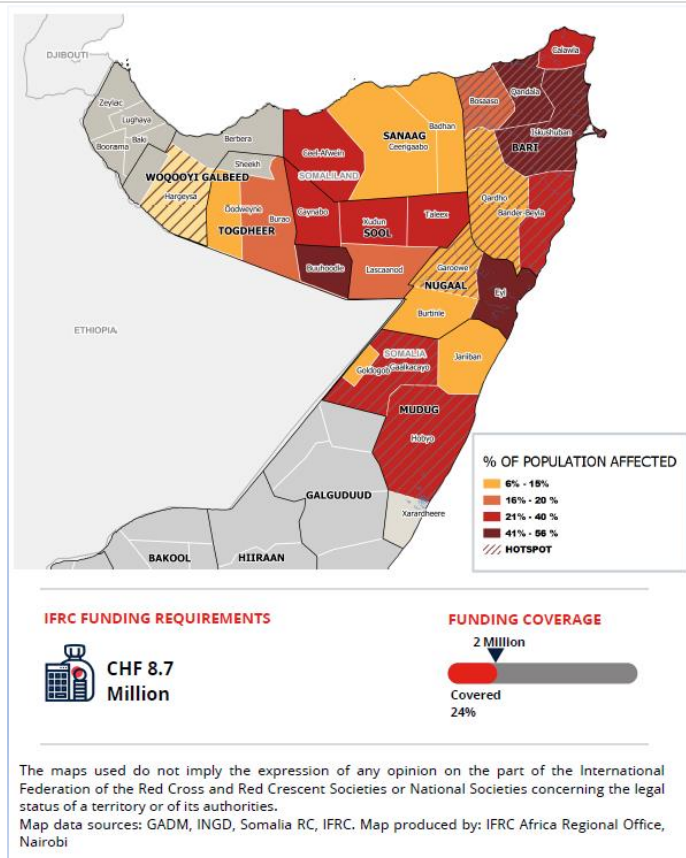 DJIBOUTI
Calawla
Zeylac
Qandala
Bosaaso
Lughaya
Iskushuban
Baki
Berbera
Badhan
SANAAG
Boorama
Ceel-Afwein
Ceengaabo
BARI
Sheekh
WOQOOYI GALBEED
SOMALILAND
Hargeysa
Qardho
Bander-Beyla
Dodweyne
Burao
Caynabo
Xudun
Taleex
TOGDHEER
SOOL
Buuhoodle
Lascaanod
Garoowe
NUGAAL
Eyl
ETHIOPIA
Burtinle
SOMALIA
Jariiban
Goldogob
Gaalkacayo
MUDUG
Hobyo
% OF POPULATION AFFECTED
6% - 15%
16% - 20 %
21% - 40 %
41% - 56 %
HOTSPOT
GALGUDUUD
Xarardheere
BAKOOL
HIIRAAN
IFRC FUNDING REQUIREMENTS
CHF 8.7
Million
FUNDING COVERAGE
2 Million
Covered
24%
The maps used do not imply the expression of any opinion on the part of the International
Federation of the Red Cross and Red Crescent Societies or National Societies concerning the legal
status of a territory or of its authorities.
Map data sources: GADM, INGD, Somalia RC, IFRC. Map produced by: IFRC Africa Regional Office,
Nairobi